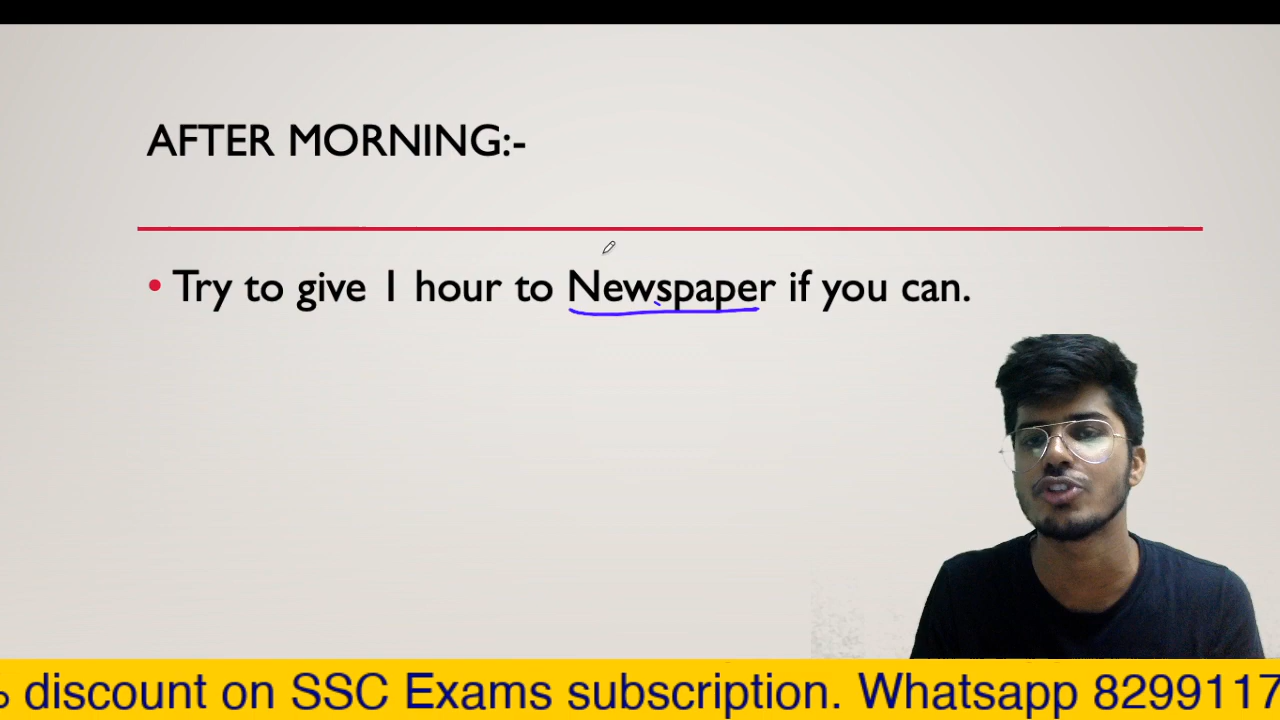 AFTER MORNING:-
• Try to give 1 hour to Newspaper if you can.
% discount on SSC Exams subscription. Whatsapp 8299117